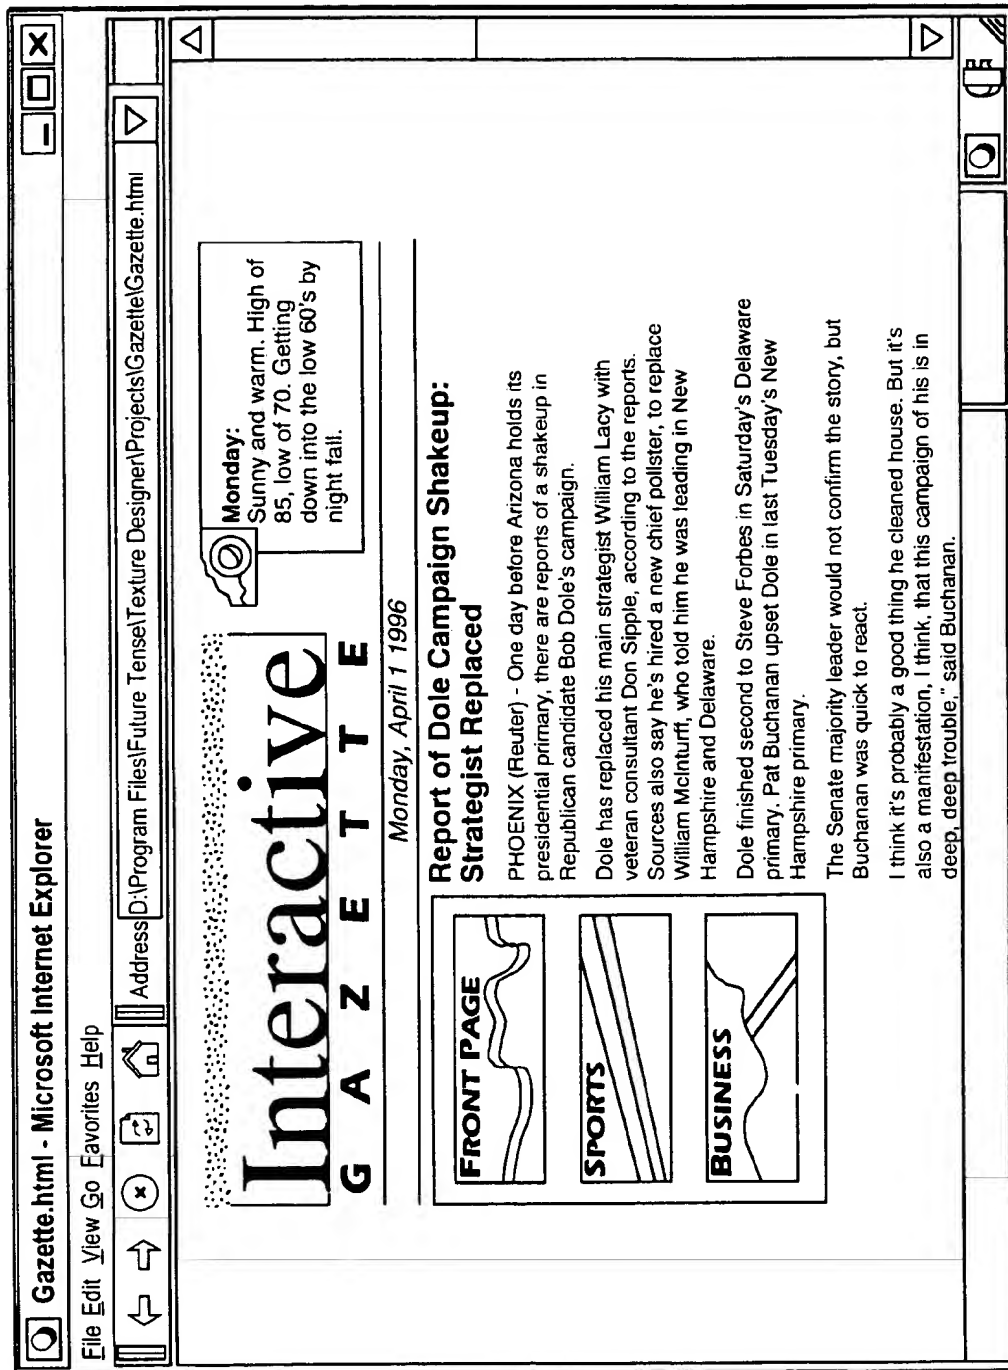 Gazette.html - Microsoft Internet Explorer
File Edit View Go Favorites Help
Address D:\Program Files\Future Tense\Texture Designer\Projects\Gazette\Gazette.html
Interactive
GAZETTE
Monday:
Sunny and warm. High of
85, low of 70. Getting
down into the low 60's by
night fall.
Monday, April 1 1996
FRONT PAGE
SPORTS
BUSINESS
Report of Dole Campaign Shakeup:
Strategist Replaced
PHOENIX (Reuter) - One day before Arizona holds its
presidential primary, there are reports of a shakeup in
Republican candidate Bob Dole's campaign.
Dole has replaced his main strategist William Lacy with
veteran consultant Don Sipple, according to the reports.
Sources also say he's hired a new chief pollster, to replace
William McInturff, who told him he was leading in New
Hampshire and Delaware.
Dole finished second to Steve Forbes in Saturday's Delaware
primary. Pat Buchanan upset Dole in last Tuesday's New
Hampshire primary.
The Senate majority leader would not confirm the story, but
Buchanan was quick to react.
I think it's probably a good thing he cleaned house. But it's
also a manifestation, I think, that this campaign of his is in
deep, deep trouble," said Buchanan.